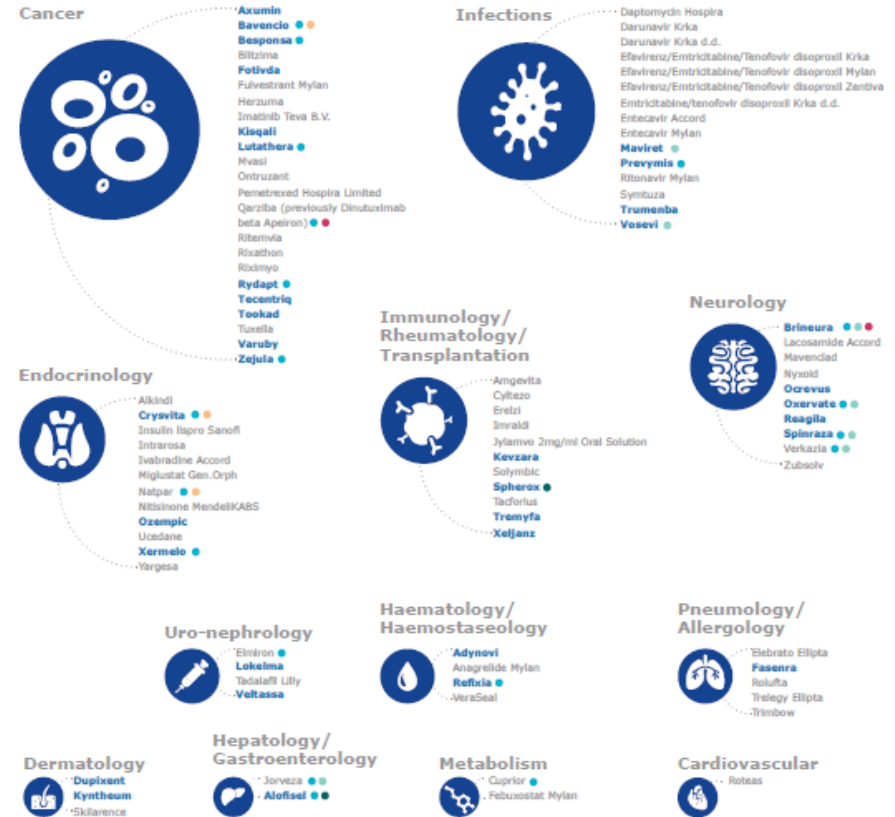 Cancer
Axumin
Bavencio
Besponsa
Blitzima
Fotivda
Fulvestrant Mylan
Herzuma
Imatinib Teva B.V.
Kisqali
Lutathera
Mvasi
Ontruzant
Pemetrexed Hospira Limited
Qarziba (previously Dinutuximab
beta Apeiron)
Ritemvia
Rixathon
Riximyo
Rydapt
Tecentriq
Tookad
Tuxella
Varuby
Zejula
Infections
Daptomycin Hospira
Darunavir Krka
Darunavir Krka d.d.
Efavirenz/Emtricitabine/Tenofovir disoproxil Krka
Efavirenz/Emtricitabine/Tenofovir disoproxil Mylan
Efavirenz/Emtricitabine/Tenofovir disoproxil Zentiva
Emtricitabine/tenofovir disoproxil Krka d.d.
Entecavir Accord
Entecavir Mylan
Maviret
Prevymis
Ritonavir Mylan
Symtuza
Trumenba
Vosevi
Endocrinology
Alkindi
Crysvita
Insulin lispro Sanofi
Intrarosa
Ivabradine Accord
Miglustat Gen.Orph
Natpar
Nitisinone MendeliKABS
Ozempic
Ucedane
Xermelo
Yargesa
Immunology/
Rheumatology/
Transplantation
Amgevita
Cyltezo
Erelzi
Imraldi
Jylamvo 2mg/ml Oral Solution
Kevzara
Solymbic
Spherox
Tacforius
Tremyfa
Xeljanz
Neurology
Brineura
Lacosamide Accord
Mavenclad
Nyxoid
Ocrevus
Oxervate
Reagila
Spinraza
Verkazia
Zubsolv
Uro-nephrology
Elmiron
Lokelma
Tadalafil Lilly
Veltassa
Haematology/
Haemostaseology
Adynovi
Anagrelide Mylan
Refixia
VeraSeal
Pneumology/
Allergology
Elebrato Ellipta
Fasenra
Rolufta
Trelegy Ellipta
Trimbow
Dermatology
Dupixent
Kyntheum
Skilarence
Hepatology/
Gastroenterology
Jorveza
Alofisel
Metabolism
Cuprior
Febuxostat Mylan
Cardiovascular
Roteas